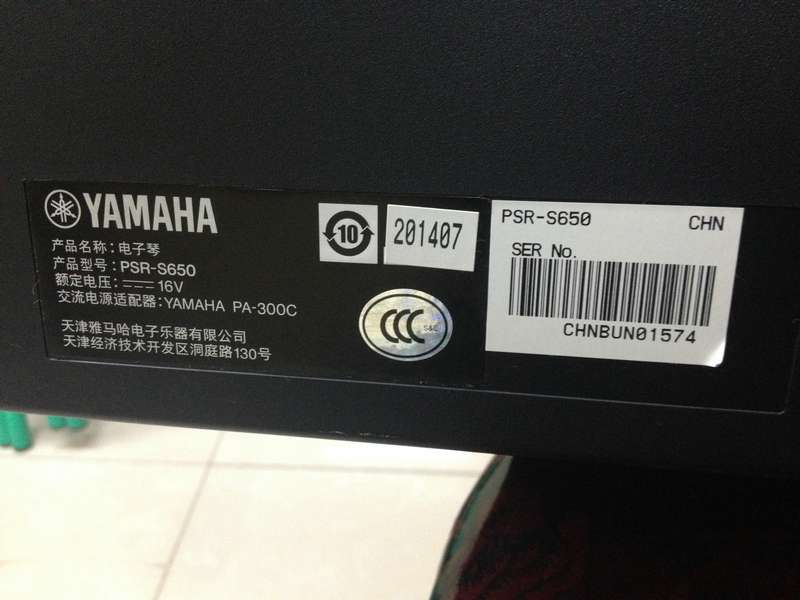 YAMAHA
产品名称：电子琴
产品型号：PSR-S650
额定电压：⎓ 16V
交流电源适配器：YAMAHA PA-300C
天津雅马哈电子乐器有限公司
天津经济技术开发区洞庭路130号
10
201407
CCC S&E
PSR-S650 CHN
SER No.
CHNBUN01574